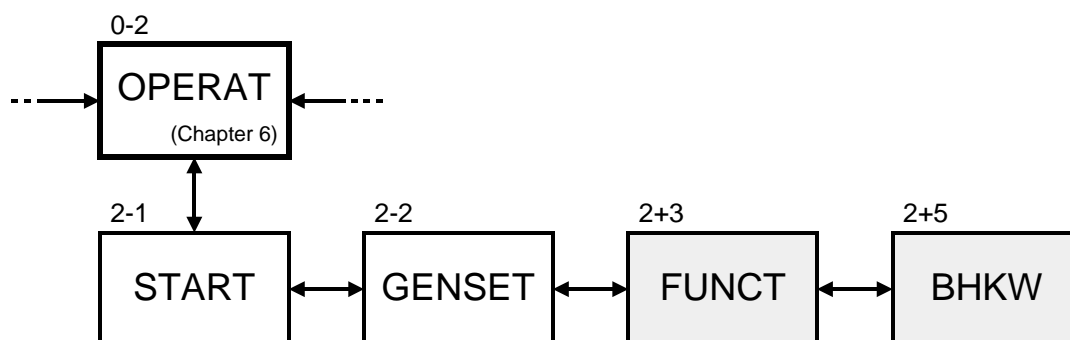 0-2
OPERAT
(Chapter 6)
2-1 2-2 2+3 2+5
START GENSET FUNCT BHKW